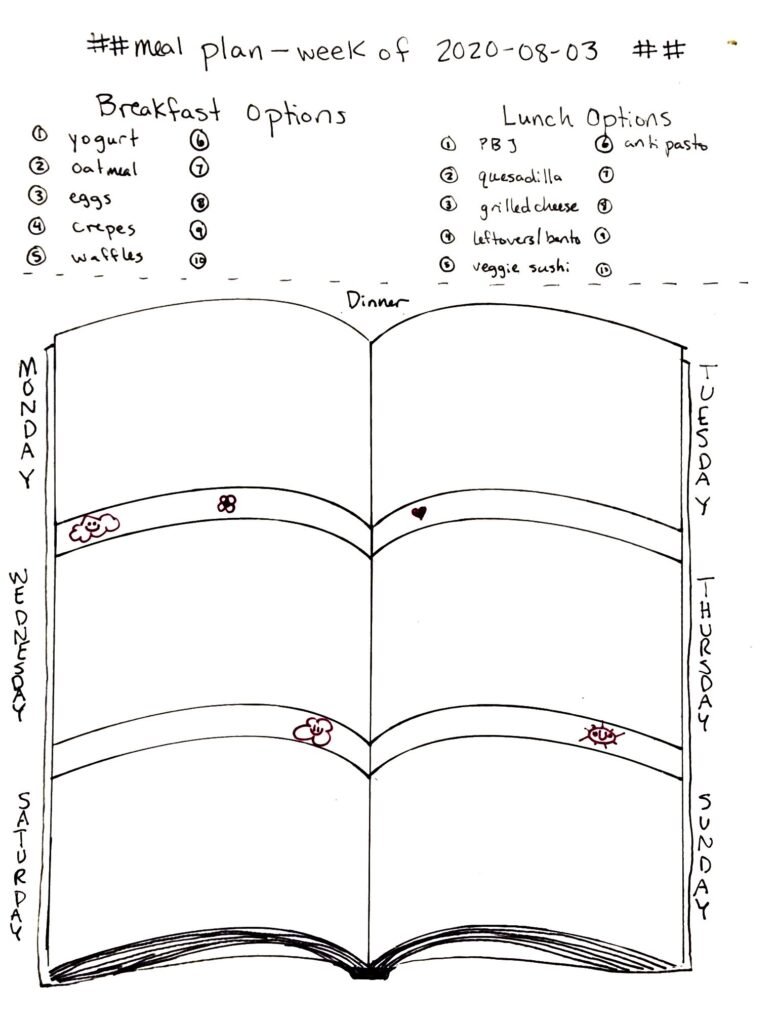 ##meal plan - week of 2020-08-03 ##
Breakfast Options
① yogurt ⑥
② Oatmeal ⑦
③ eggs ⑧
④ Crepes ⑨
⑤ waffles ⑩
Lunch Options
① PBJ ⑥ antipasto
② quesadilla ⑦
③ grilled cheese ⑧
④ leftovers/bento ⑨
⑤ veggie sushi ⑩
Dinner
MONDAY
TUESDAY
WEDNESDAY
THURSDAY
SATURDAY
SUNDAY